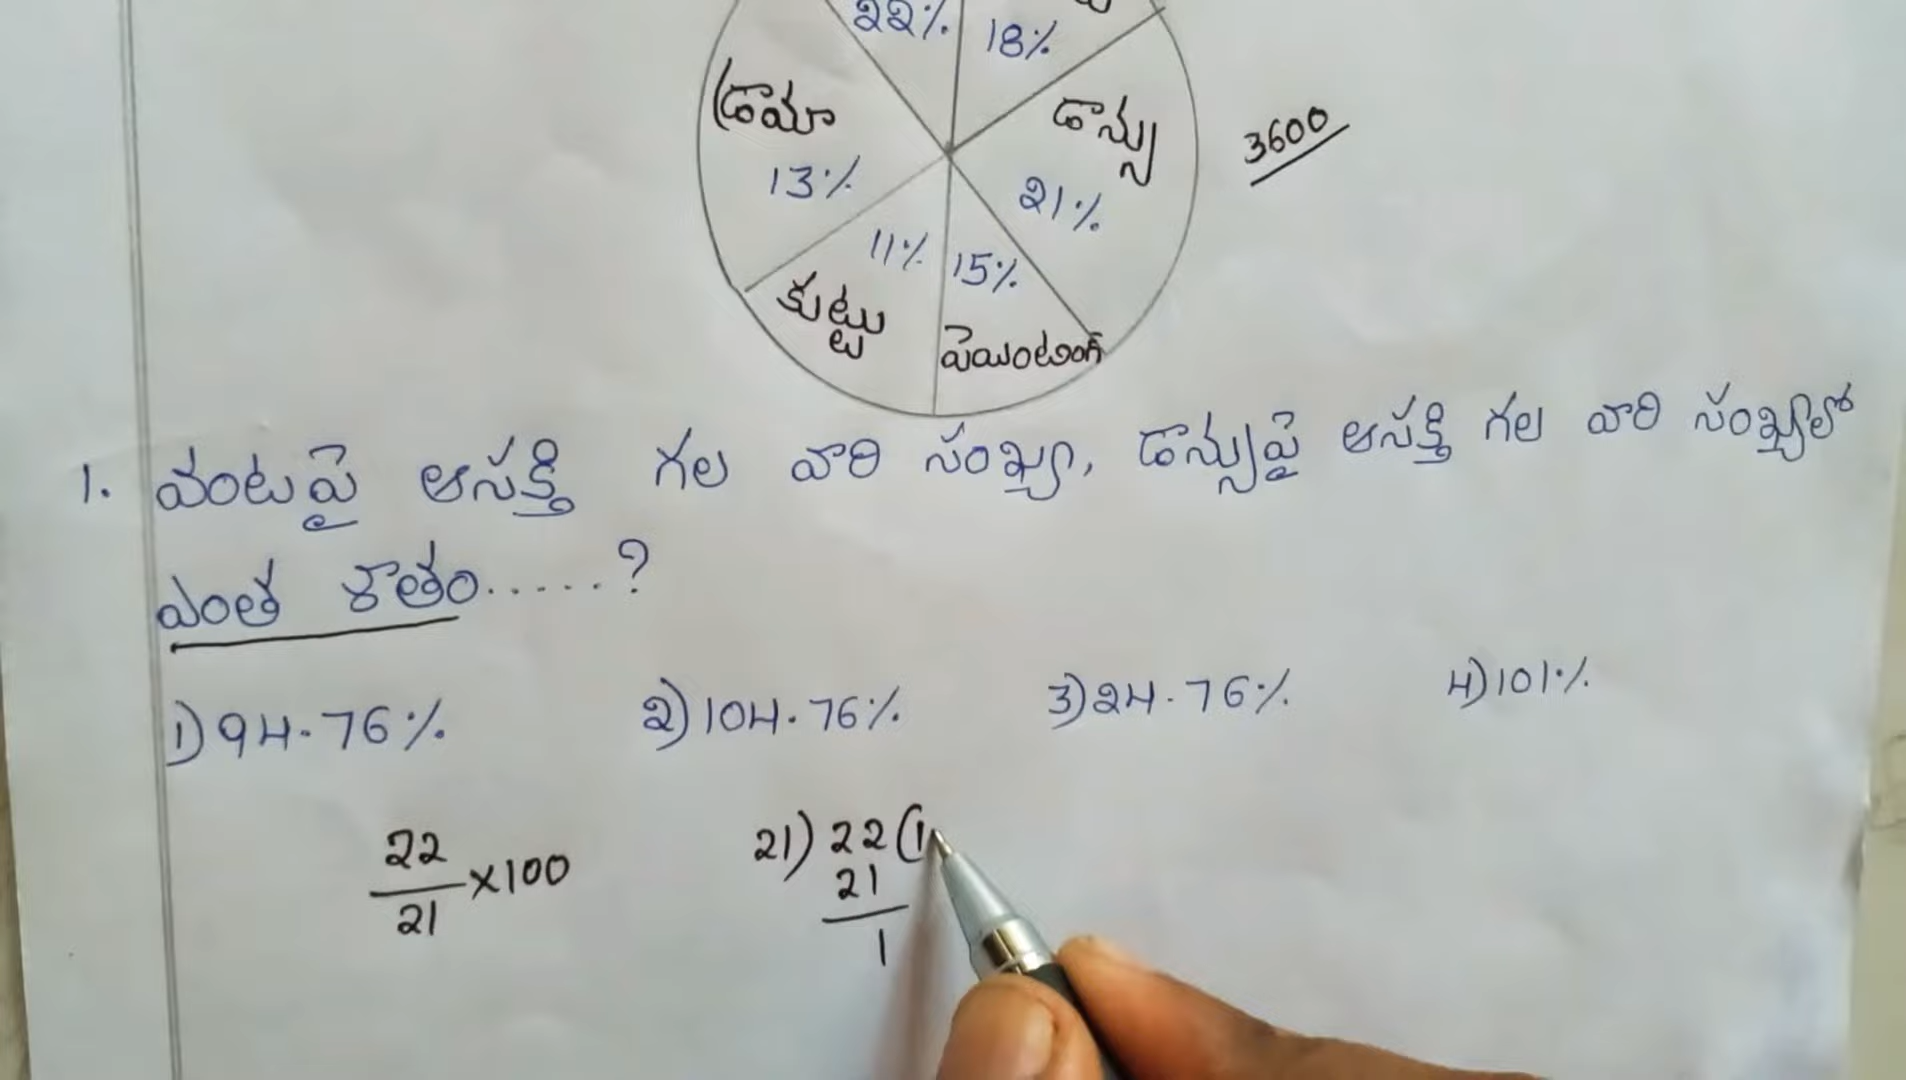 22%
18%
డ్రామా
డాన్సు
3600
13%
21%
11%
15%
కుట్టు
పెయింటింగ్
1. వంటపై ఆసక్తి గల వారి సంఖ్య, డాన్సుపై ఆసక్తి గల వారి సంఖ్యలో
ఎంత శాతం.....?
1) 94.76%
2) 104.76%
3) 24.76%
4) 101%
22/21 ×100
21) 22 (1
21
1